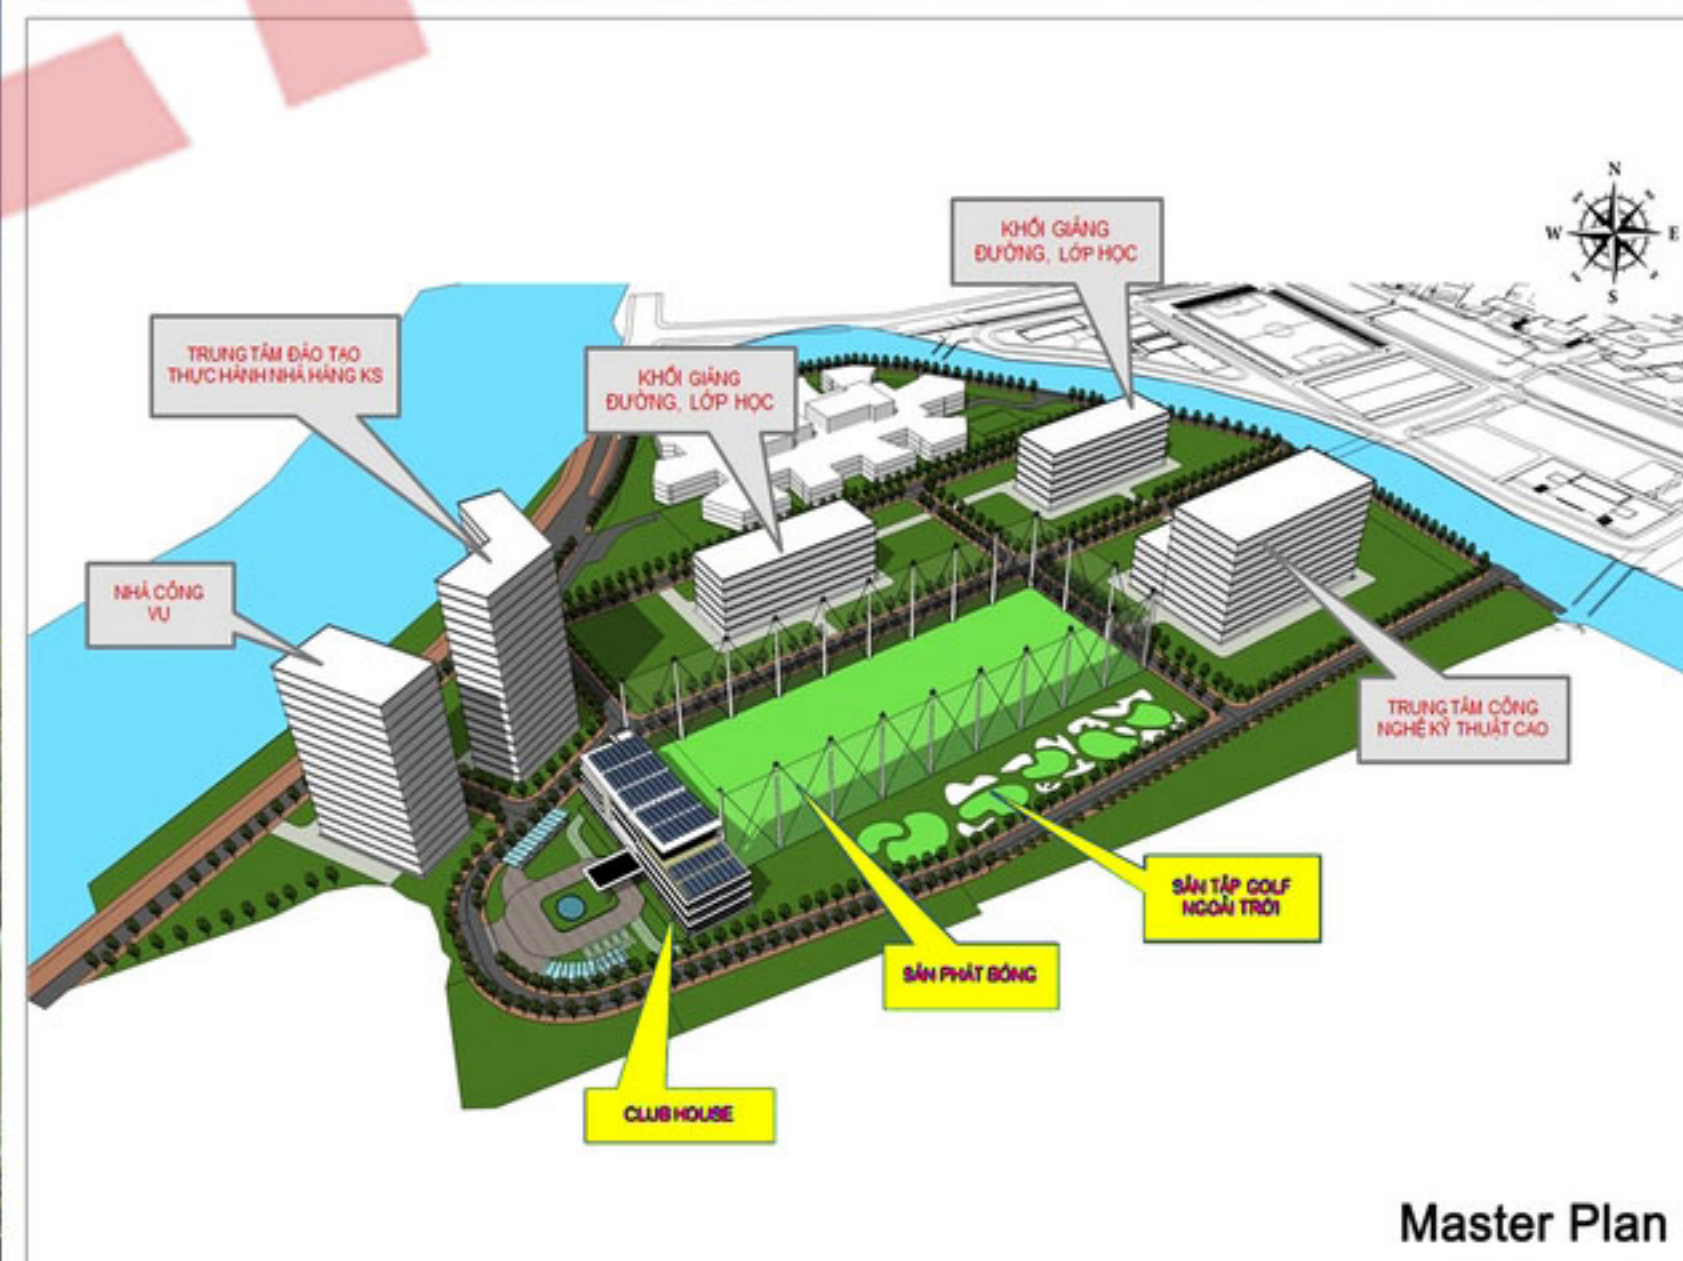 N
W
E
S
KHỐI GIẢNG
ĐƯỜNG, LỚP HỌC
TRUNG TÂM ĐÀO TẠO
THỰC HÀNH NHÀ HÀNG KS
KHỐI GIẢNG
ĐƯỜNG, LỚP HỌC
NHÀ CÔNG
VỤ
TRUNG TÂM CÔNG
NGHỆ KỸ THUẬT CAO
SÂN TẬP GOLF
NGOÀI TRỜI
SÂN PHÁT BÓNG
CLUB HOUSE
Master Plan